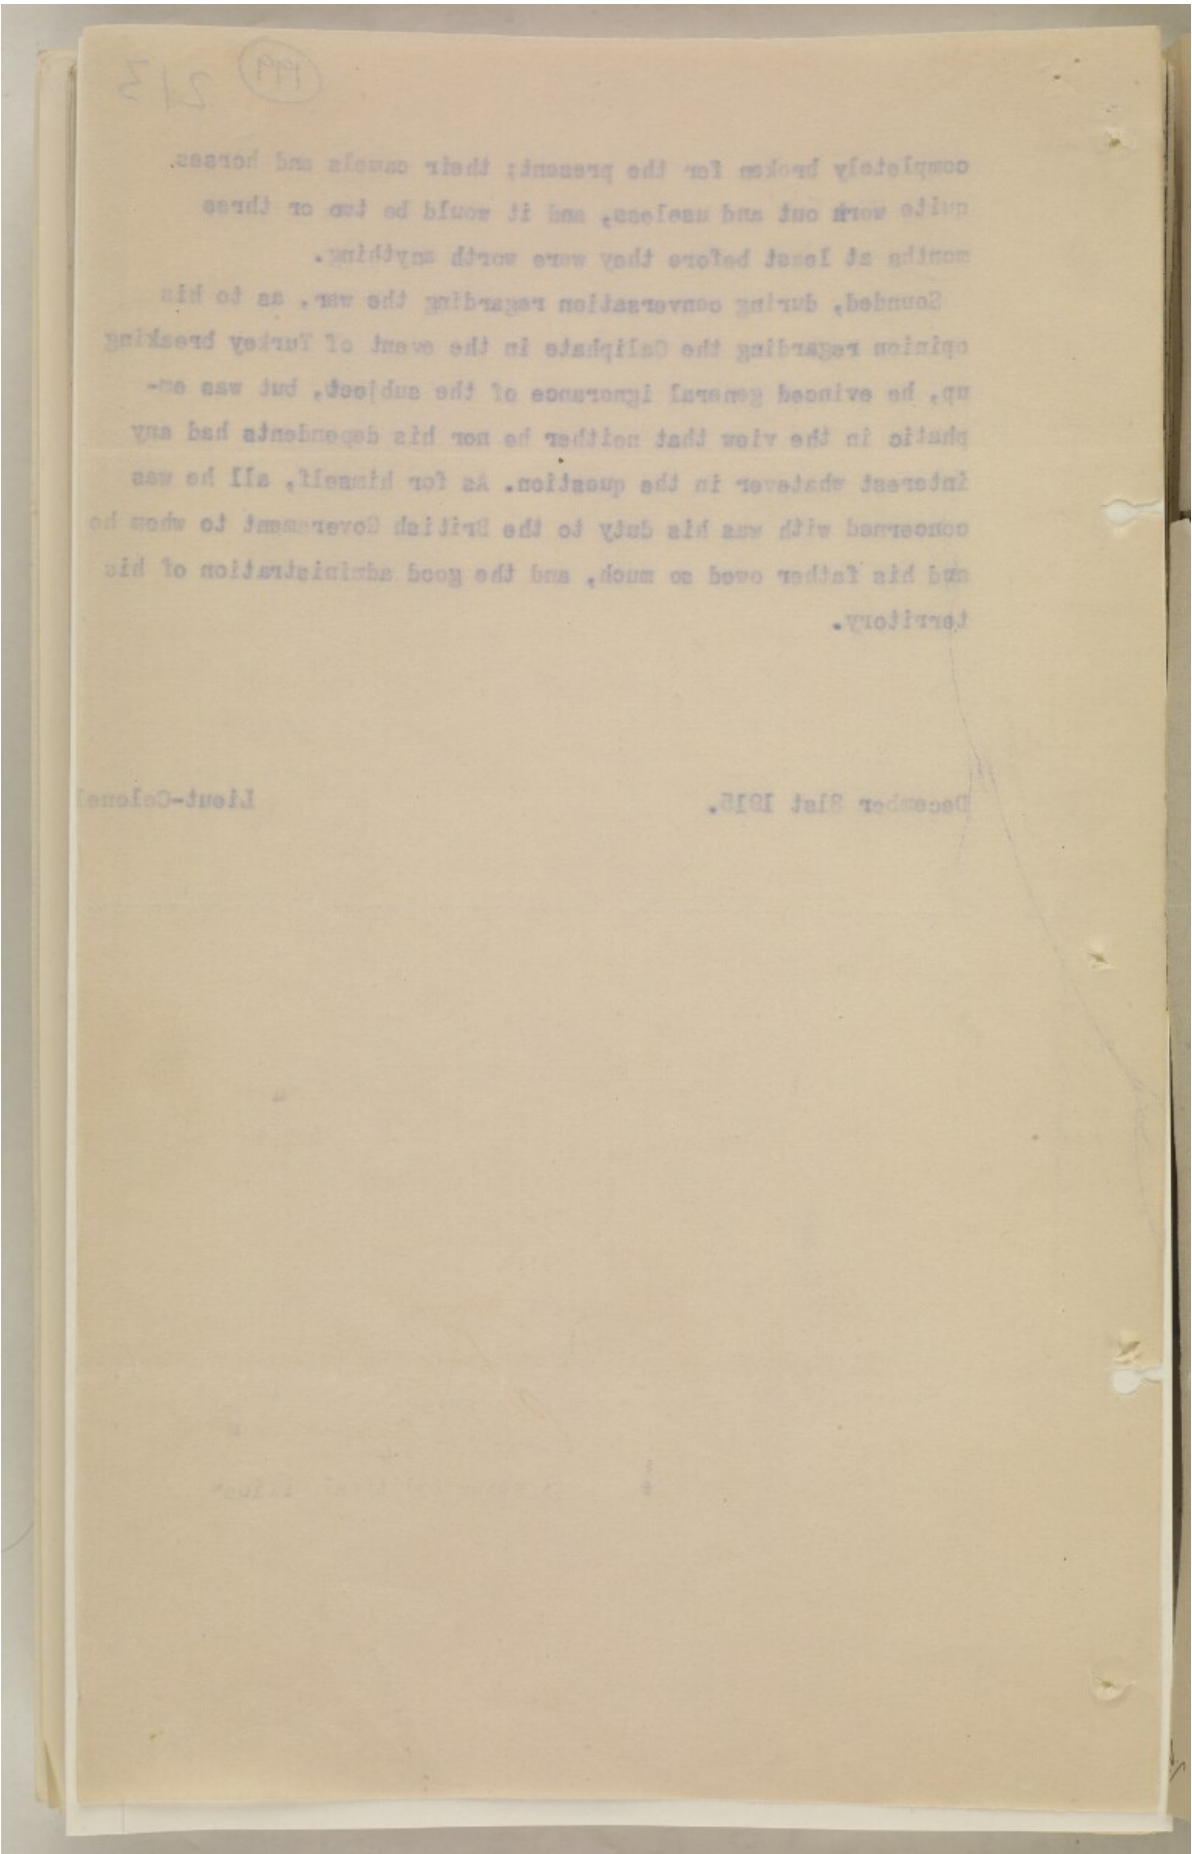 199
213
completely broken for the present; their camels and horses.
quite worn out and useless, and it would be two or three
months at least before they were worth anything.
Sounded, during conversation regarding the war, as to his
opinion regarding the Caliphate in the event of Turkey breaking
up, he evinced general ignorance of the subject, but was em-
phatic in the view that neither he nor his dependents had any
interest whatever in the question. As for himself, all he was
concerned with was his duty to the British Government to whom he
and his father owed so much, and the good administration of his
territory.
December 31st 1915. Lieut-Colonel